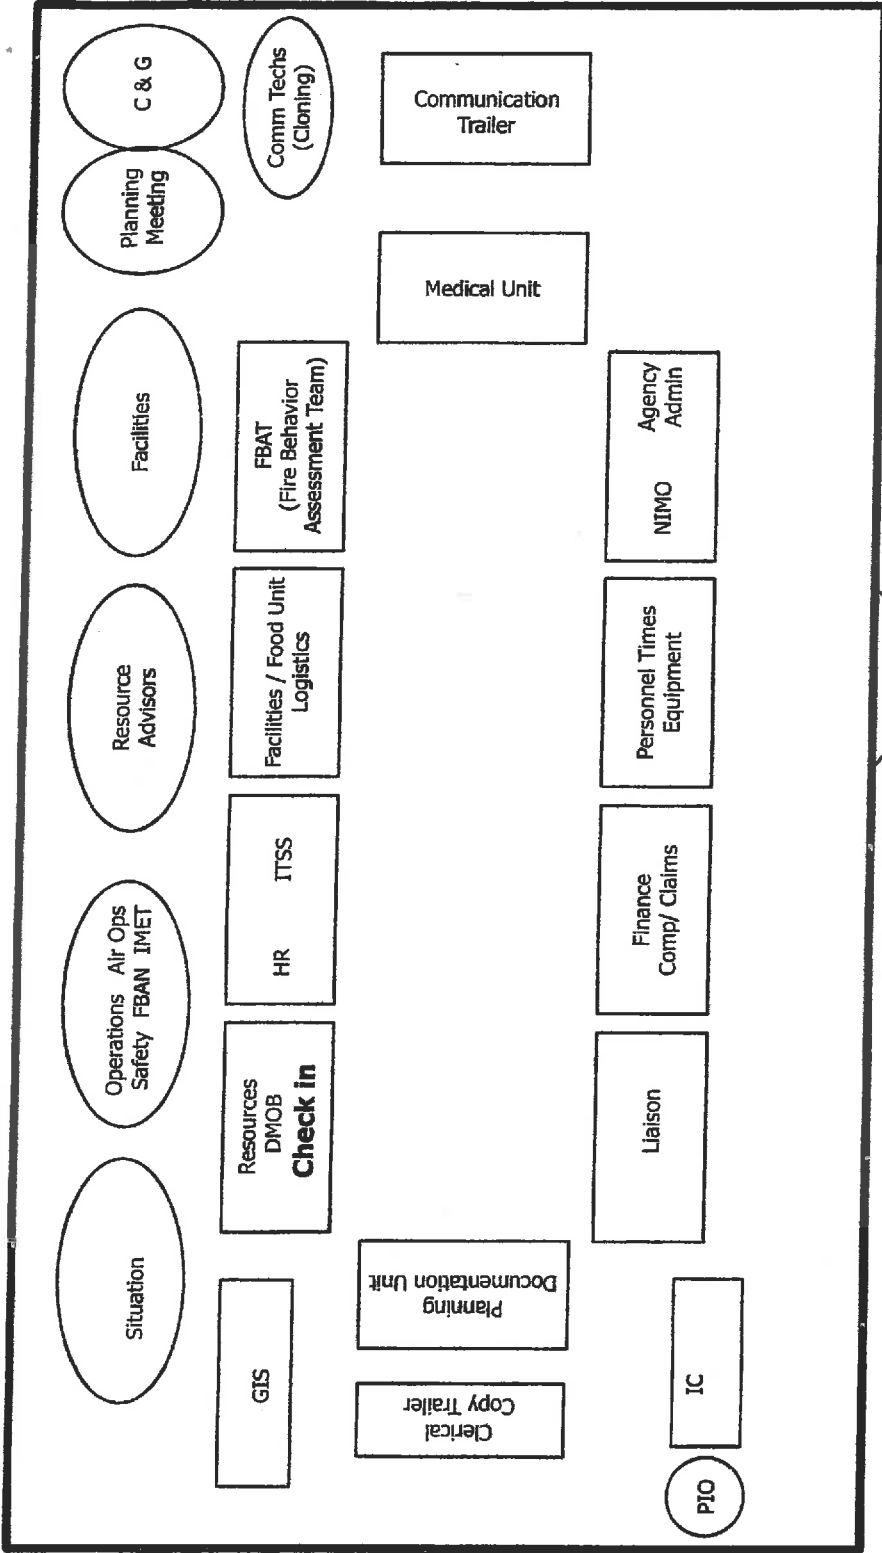 Situation
Operations Air Ops
Safety FBAN IMET
Resource
Advisors
Facilities
Planning
Meeting
C & G
GIS
Resources
DMOB
Check in
HR
ITSS
Facilities / Food Unit
Logistics
FBAT
(Fire Behavior
Assessment Team)
Comm Techs
(Cloning)
Clerical
Copy Trailer
Planning
Documentation Unit
Medical Unit
Communication
Trailer
Liaison
Finance
Comp/ Claims
Personnel Times
Equipment
NIMO
Agency
Admin
PIO
IC